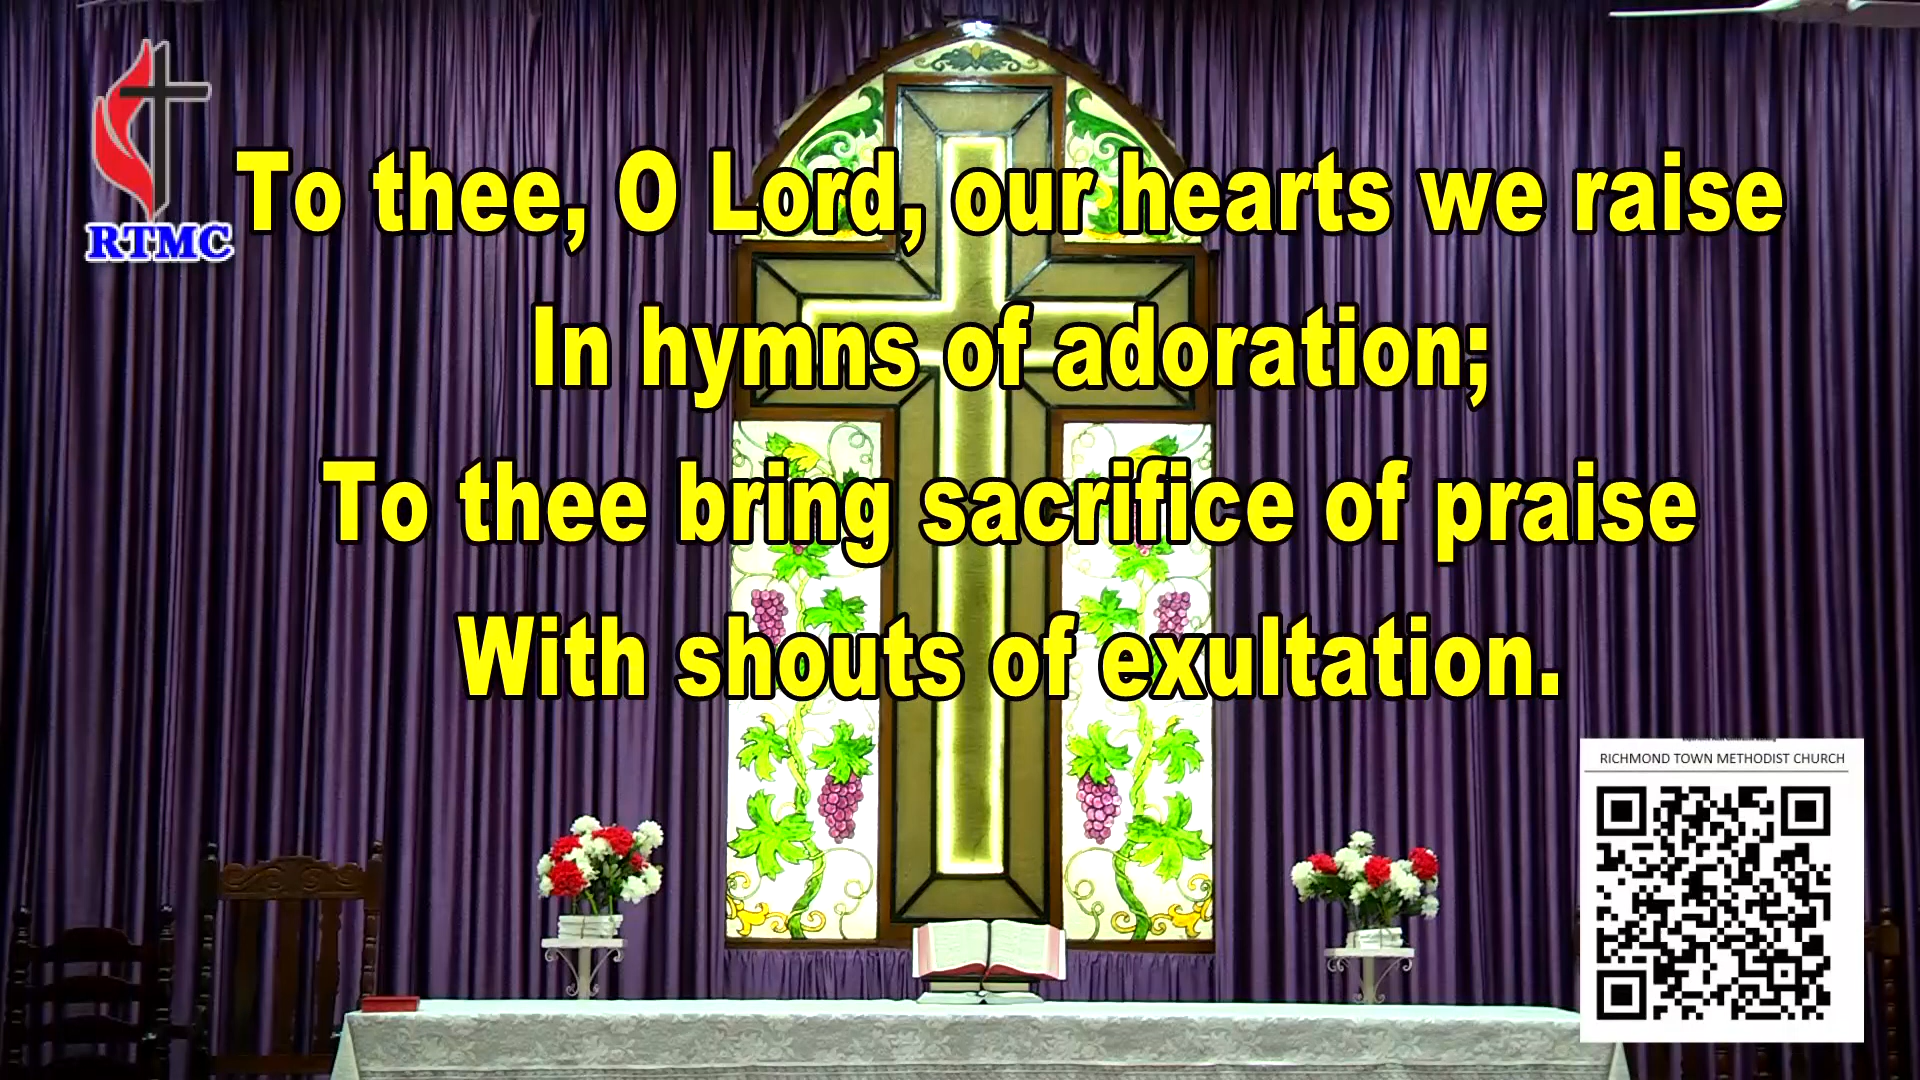 RTMC
To thee, O Lord, our hearts we raise
In hymns of adoration;
To thee bring sacrifice of praise
With shouts of exultation.
RICHMOND TOWN METHODIST CHURCH